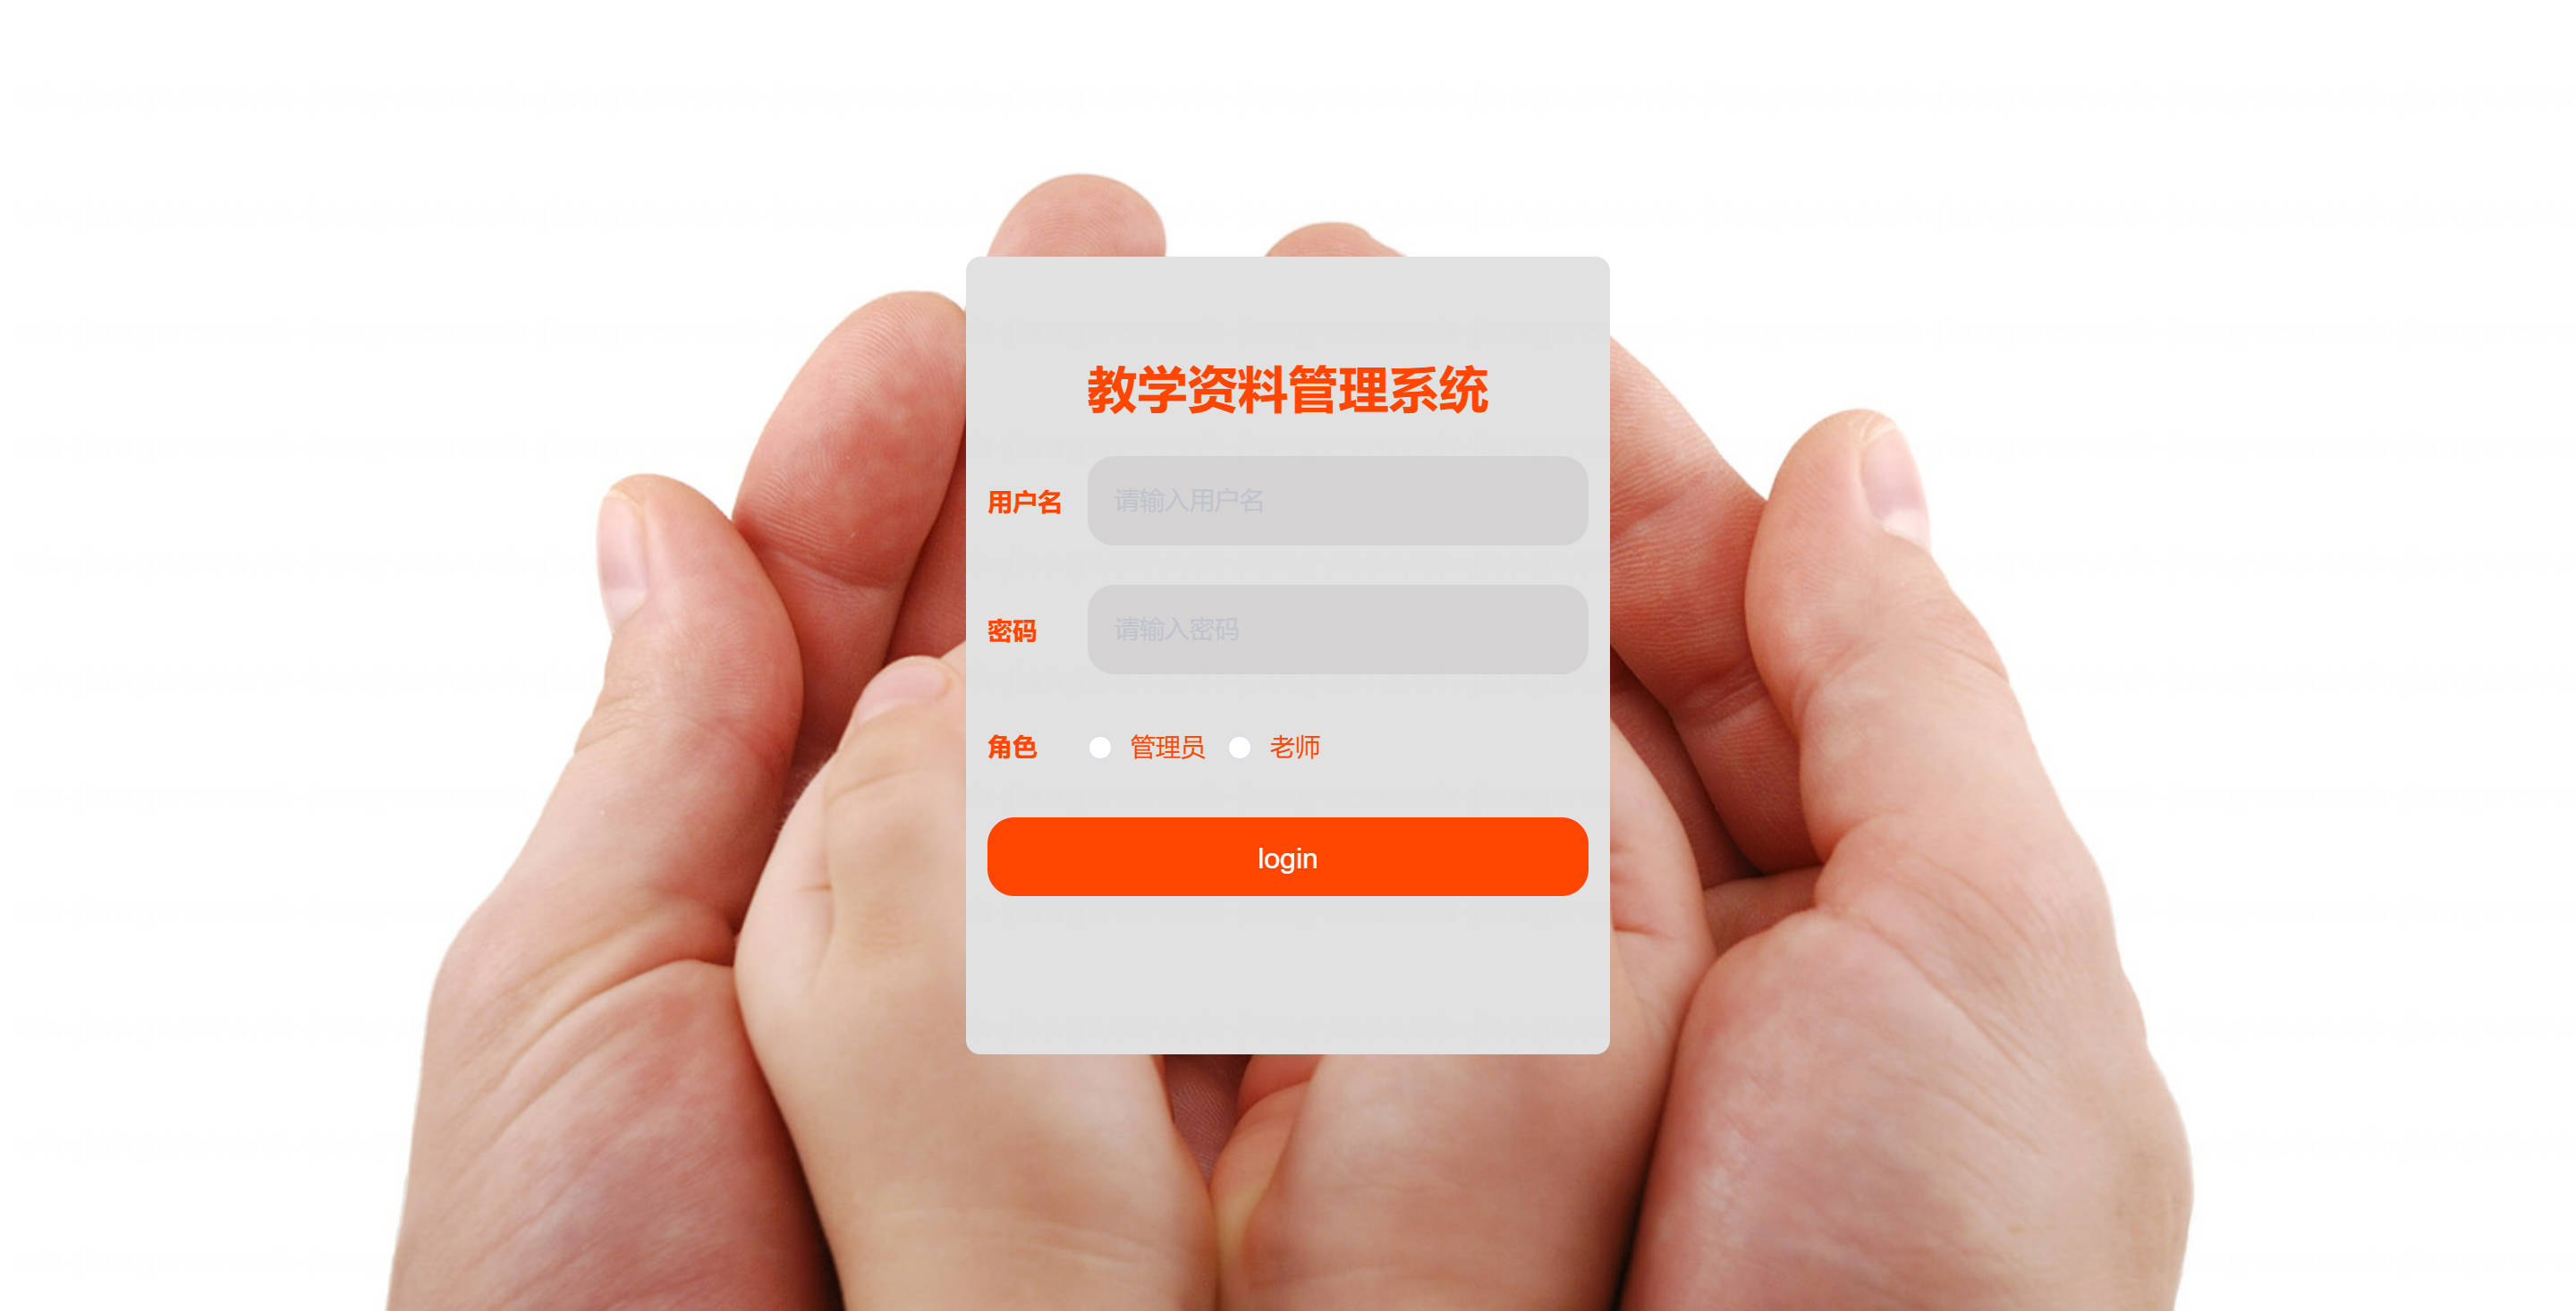 教学资料管理系统
用户名 请输入用户名
密码 请输入密码
角色 管理员 老师
login